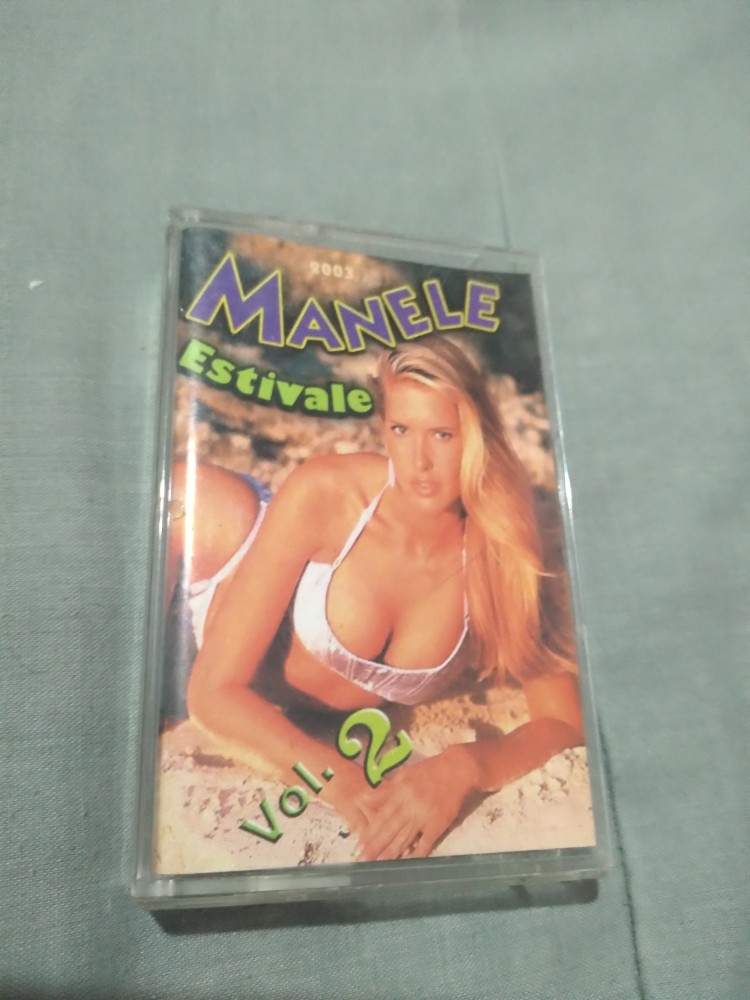 2003
MANELE
Estivale
Vol. 2